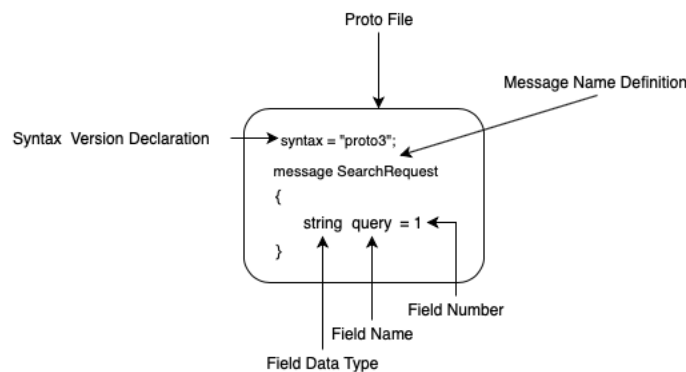 Proto File
Message Name Definition
Syntax Version Declaration
syntax = "proto3";
message SearchRequest
{
string query = 1
}
Field Number
Field Name
Field Data Type